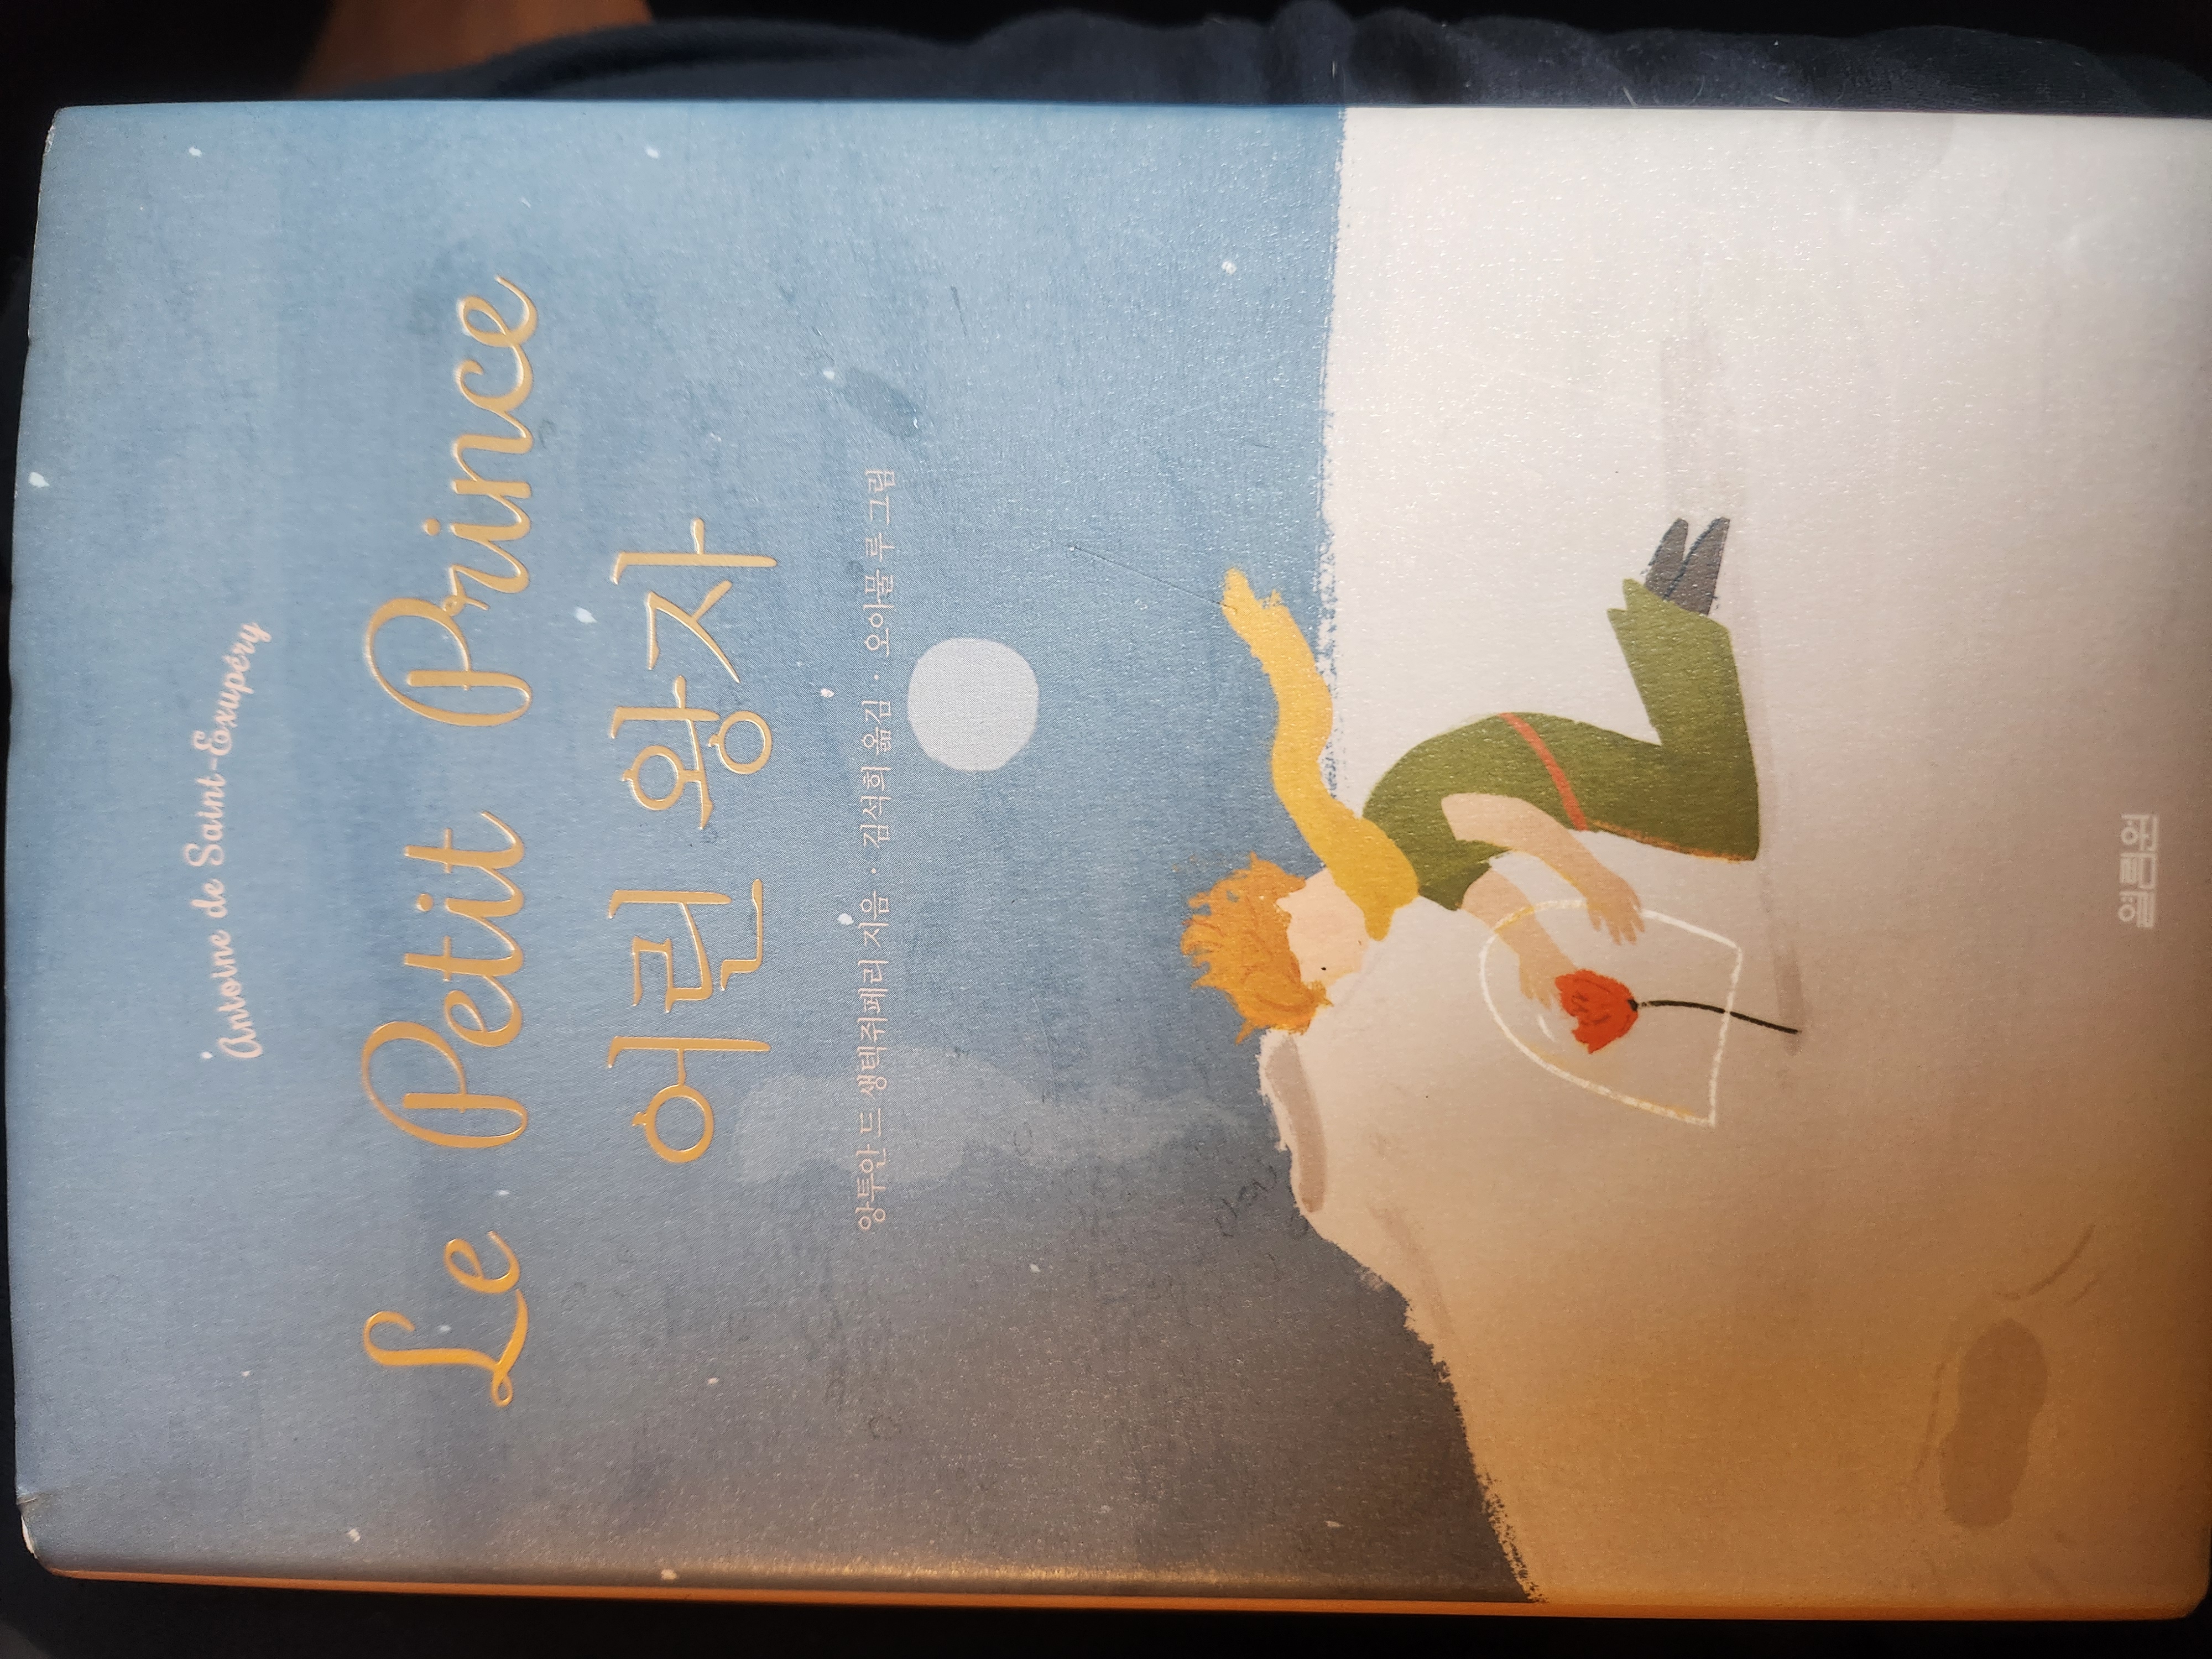 Antoine de Saint-Exupéry
Le Petit Prince
어린 왕자
앙투안 드 생텍쥐페리 지음 · 김석희 옮김 · 오아물 루 그림
열림원